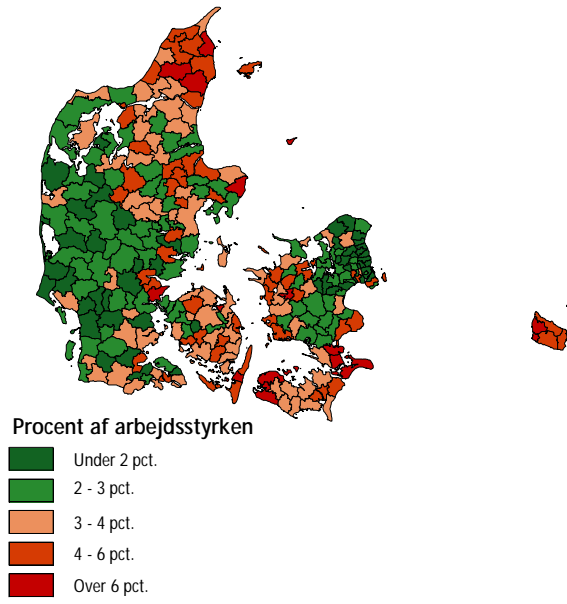 Procent af arbejdsstyrken
Under 2 pct.
2 - 3 pct.
3 - 4 pct.
4 - 6 pct.
Over 6 pct.